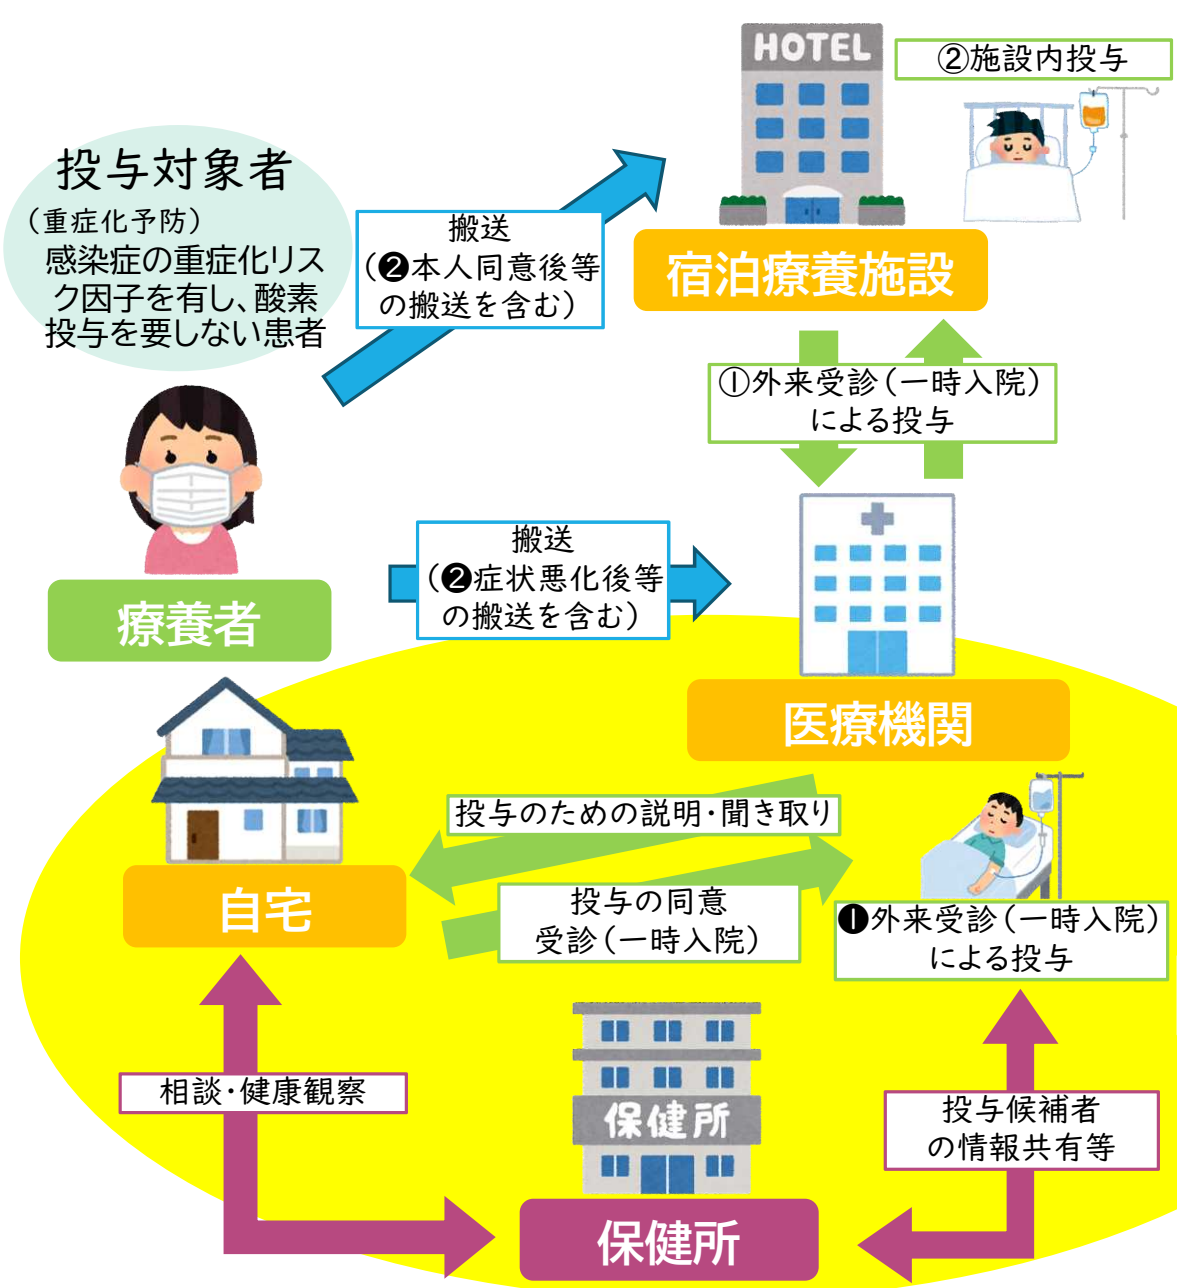 HOTEL
②施設内投与
投与対象者
（重症化予防）
感染症の重症化リス
ク因子を有し、酸素
投与を要しない患者
搬送
（❷本人同意後等
の搬送を含む）
宿泊療養施設
①外来受診（一時入院）
による投与
搬送
（❷症状悪化後等
の搬送を含む）
療養者
医療機関
投与のための説明・聞き取り
自宅
投与の同意
受診（一時入院）
❶外来受診（一時入院）
による投与
相談・健康観察
保健所
投与候補者
の情報共有等
保健所